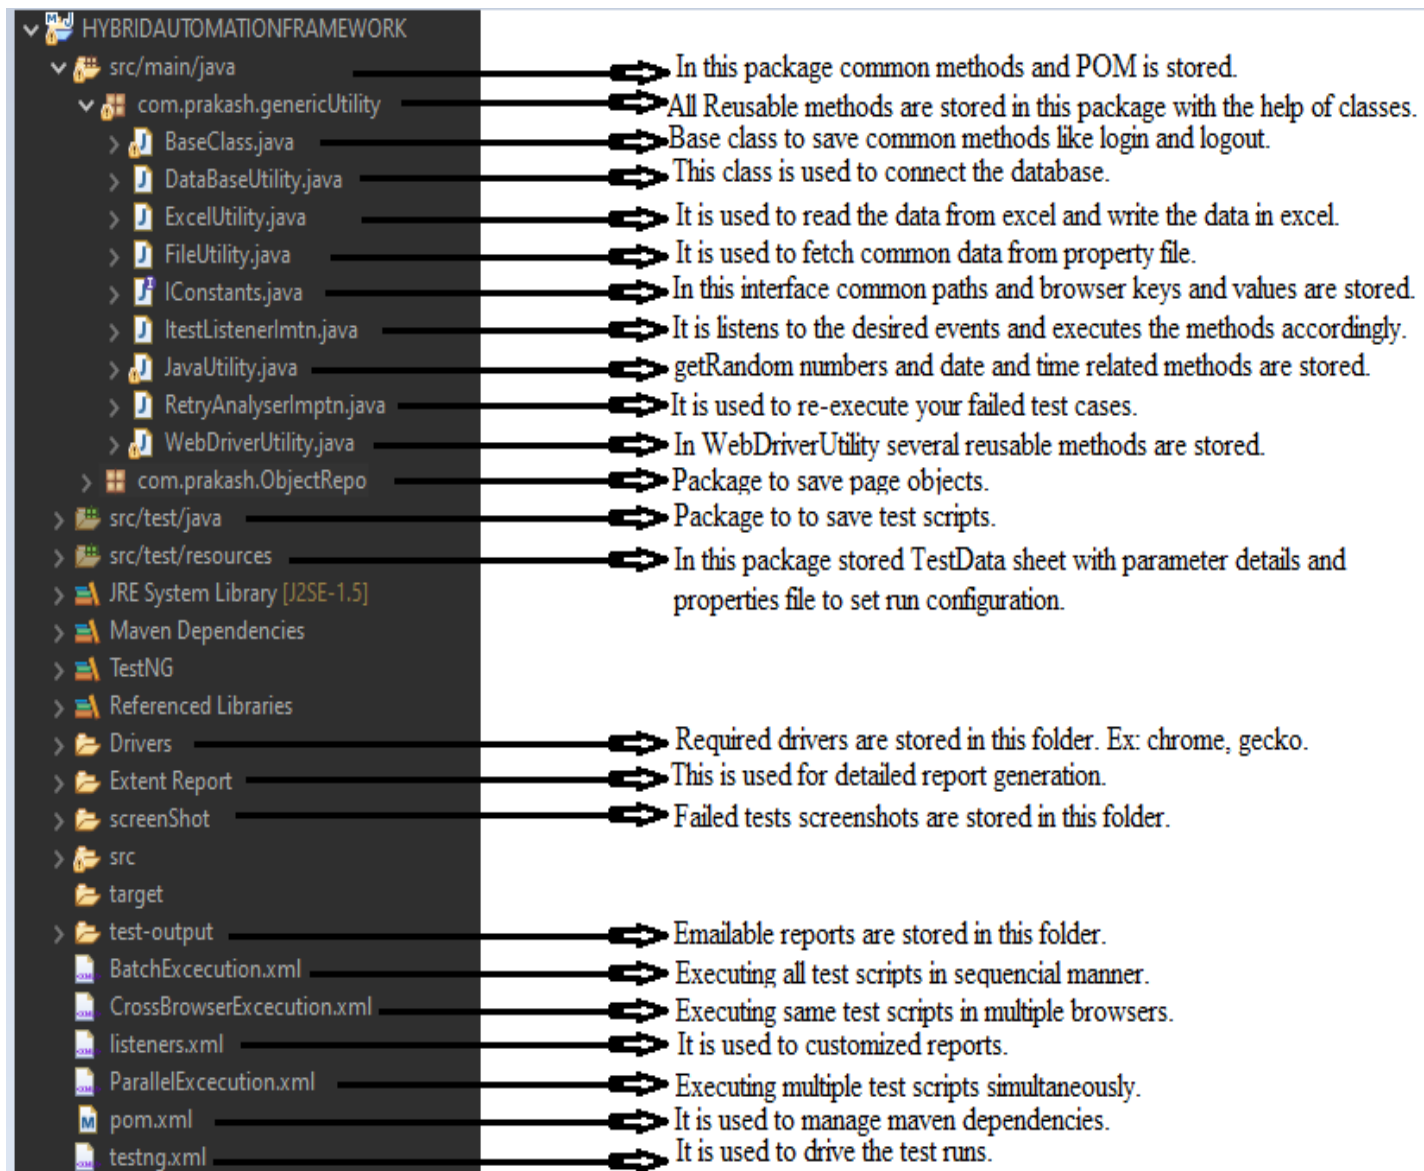 HYBRIDAUTOMATIONFRAMEWORK
src/main/java In this package common methods and POM is stored.
com.prakash.genericUtility All Reusable methods are stored in this package with the help of classes.
BaseClass.java Base class to save common methods like login and logout.
DataBaseUtility.java This class is used to connect the database.
ExcelUtility.java It is used to read the data from excel and write the data in excel.
FileUtility.java It is used to fetch common data from property file.
IConstants.java In this interface common paths and browser keys and values are stored.
ItestListenerImtn.java It is listens to the desired events and executes the methods accordingly.
JavaUtility.java getRandom numbers and date and time related methods are stored.
RetryAnalyserImptn.java It is used to re-execute your failed test cases.
WebDriverUtility.java In WebDriverUtility several reusable methods are stored.
com.prakash.ObjectRepo Package to save page objects.
src/test/java Package to to save test scripts.
src/test/resources In this package stored TestData sheet with parameter details and
properties file to set run configuration.
JRE System Library [J2SE-1.5]
Maven Dependencies
TestNG
Referenced Libraries
Drivers Required drivers are stored in this folder. Ex: chrome, gecko.
Extent Report This is used for detailed report generation.
screenShot Failed tests screenshots are stored in this folder.
src
target
test-output Emailable reports are stored in this folder.
BatchExcecution.xml Executing all test scripts in sequencial manner.
CrossBrowserExcecution.xml Executing same test scripts in multiple browsers.
listeners.xml It is used to customized reports.
ParallelExcecution.xml Executing multiple test scripts simultaneously.
pom.xml It is used to manage maven dependencies.
testng.xml It is used to drive the test runs.